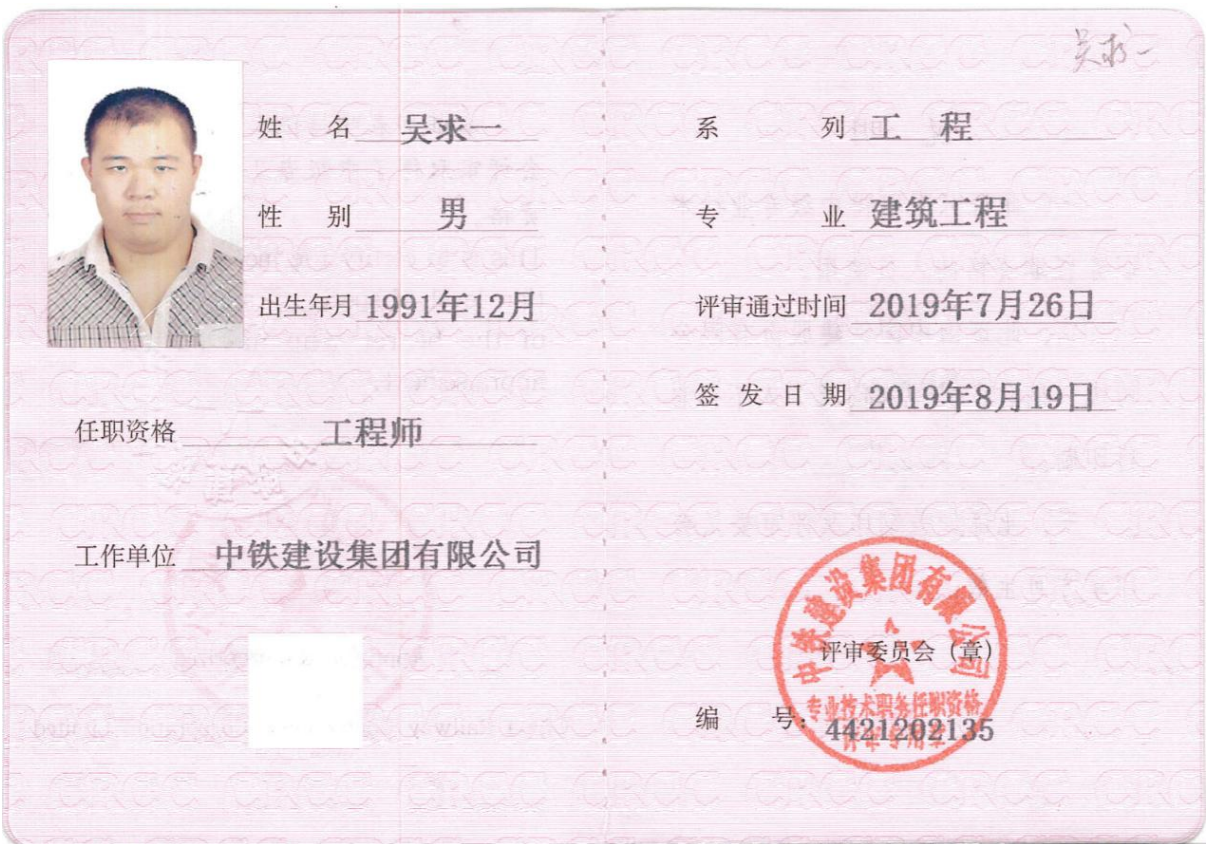 吴求一
姓 名 吴求一
性 别 男
出生年月 1991年12月
任职资格 工程师
工作单位 中铁建设集团有限公司
系 列 工 程
专 业 建筑工程
评审通过时间 2019年7月26日
签 发 日 期 2019年8月19日
中铁建设集团有限公司
评审委员会（章）
专业技术职务任职资格
评审专用章
编 号: 4421202135